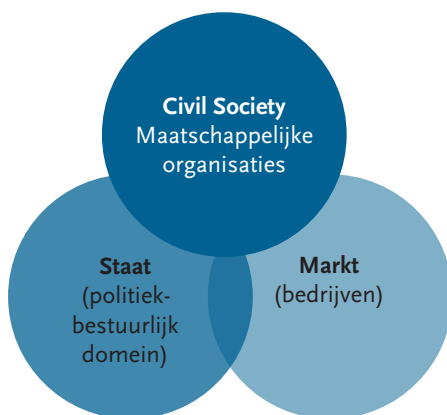 Civil Society
Maatschappelijke
organisaties
Staat
(politiek-
bestuurlijk
domein)
Markt
(bedrijven)